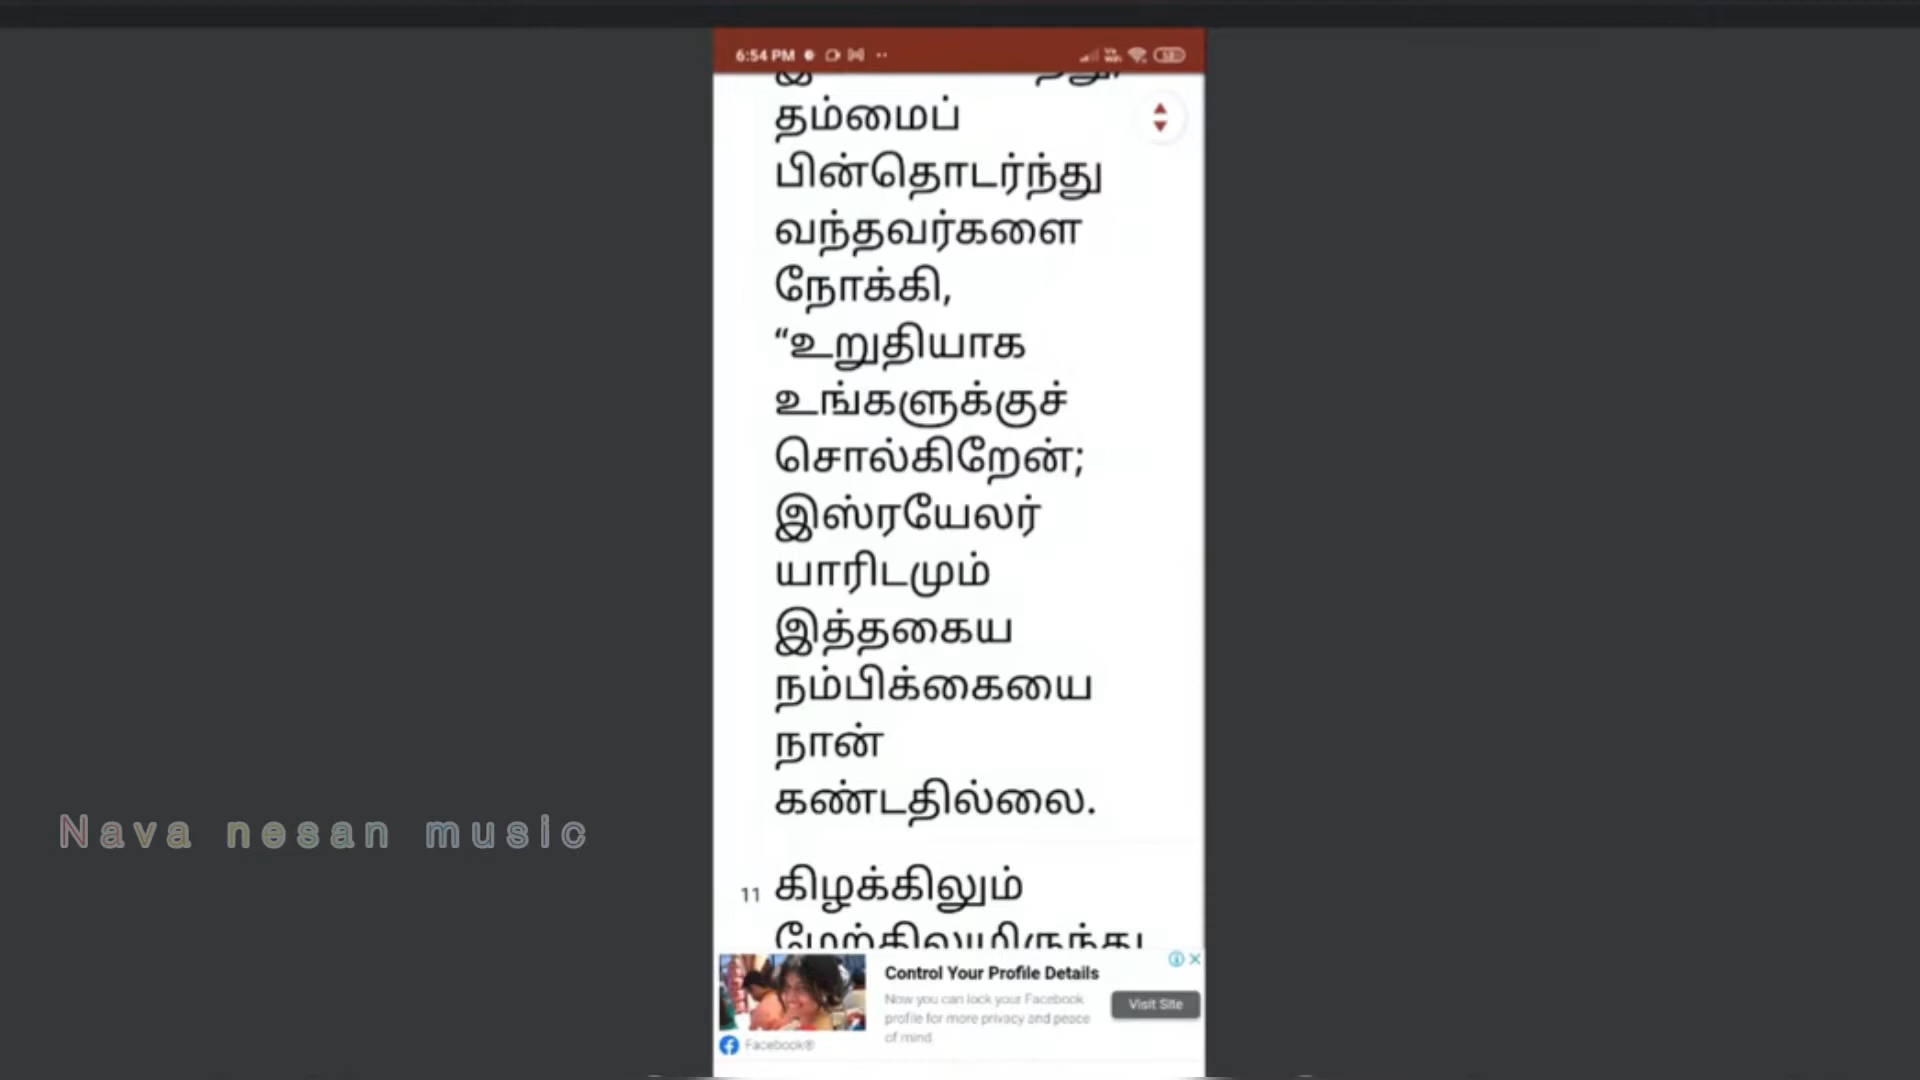 6:54 PM
தம்மைப்
பின்தொடர்ந்து
வந்தவர்களை
நோக்கி,
“உறுதியாக
உங்களுக்குச்
சொல்கிறேன்;
இஸ்ரயேலர்
யாரிடமும்
இத்தகைய
நம்பிக்கையை
நான்
கண்டதில்லை.
Nava nesan music
11 கிழக்கிலும்
மேற்கிலுமிருந்து
Control Your Profile Details
Now you can lock your Facebook
profile for more privacy and peace
of mind
Visit Site
Facebook®